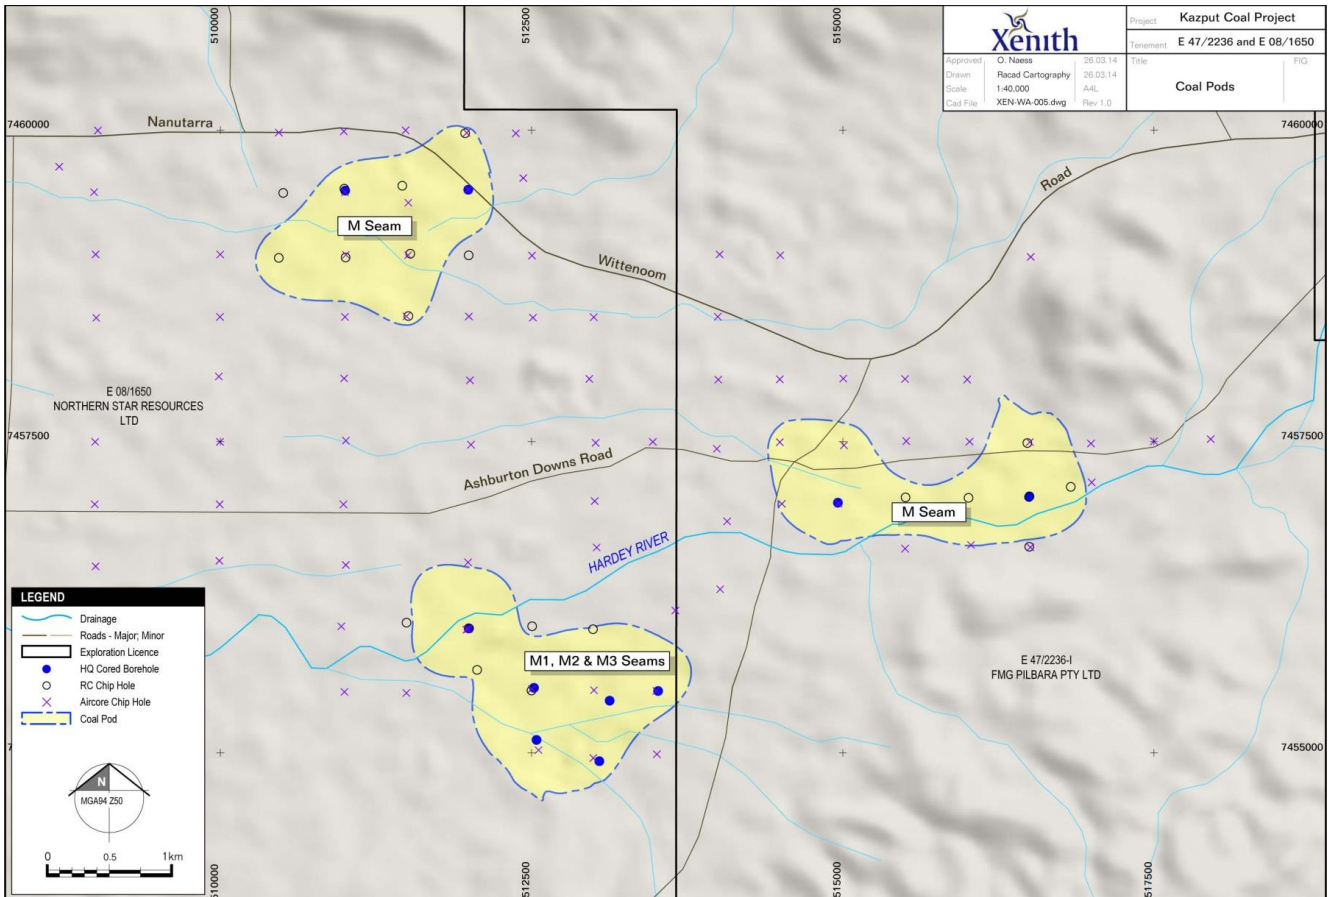 510000
512500
515000
Xenith
Project Kazput Coal Project
Tenement E 47/2236 and E 08/1650
Approved O. Naess 26.03.14
Drawn Racad Cartography 26.03.14
Scale 1:40,000 A4L
Cad File XEN-WA-005.dwg Rev 1.0
Title FIG
Coal Pods
7460000
7460000
Nanutarra
Road
M Seam
Wittenoom
E 08/1650
NORTHERN STAR RESOURCES
LTD
7457500
7457500
Ashburton Downs Road
M Seam
HARDEY RIVER
M1, M2 & M3 Seams
E 47/2236-I
FMG PILBARA PTY LTD
7455000
LEGEND
Drainage
Roads - Major; Minor
Exploration Licence
HQ Cored Borehole
RC Chip Hole
Aircore Chip Hole
Coal Pod
N
MGA94 Z50
0 0.5 1km
510000
512500
515000
517500